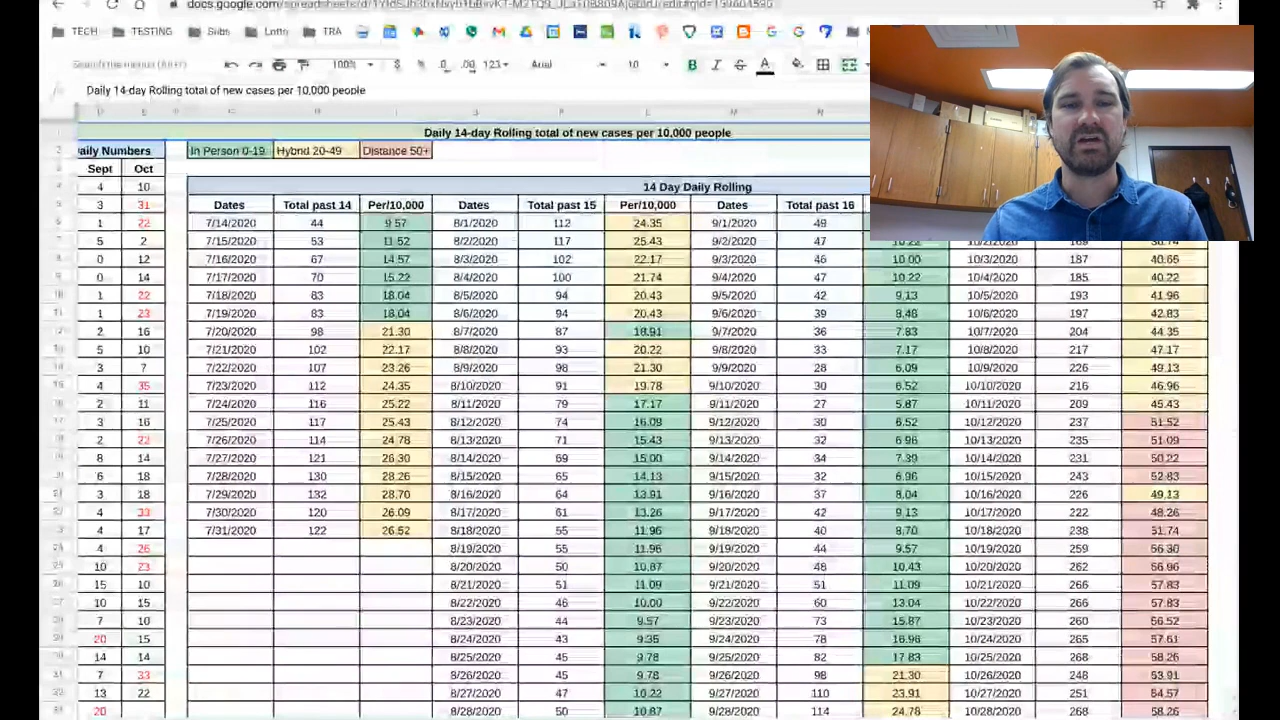 docs.google.com/spreadsheets/d/
TECH TESTING Subs Lotto TRA
Search the menus (Alt+/) 100% $ % .0 .00 123 Arial 10 B I S A
Daily 14-day Rolling total of new cases per 10,000 people
Daily 14-day Rolling total of new cases per 10,000 people
Daily Numbers In Person 0-19 Hybrid 20-49 Distance 50+
Sept Oct
4 10 14 Day Daily Rolling
3 31 Dates Total past 14 Per/10,000 Dates Total past 15 Per/10,000 Dates Total past 16
1 22 7/14/2020 44 9.57 8/1/2020 112 24.35 9/1/2020 49
5 2 7/15/2020 53 11.52 8/2/2020 117 25.43 9/2/2020 47 10.22 10/2/2020 169 36.74
0 12 7/16/2020 67 14.57 8/3/2020 102 22.17 9/3/2020 46 10.00 10/3/2020 187 40.65
0 14 7/17/2020 70 15.22 8/4/2020 100 21.74 9/4/2020 47 10.22 10/4/2020 185 40.22
1 22 7/18/2020 83 18.04 8/5/2020 94 20.43 9/5/2020 42 9.13 10/5/2020 193 41.96
1 23 7/19/2020 83 18.04 8/6/2020 94 20.43 9/6/2020 39 8.48 10/6/2020 197 42.83
2 16 7/20/2020 98 21.30 8/7/2020 87 18.91 9/7/2020 36 7.83 10/7/2020 204 44.35
5 10 7/21/2020 102 22.17 8/8/2020 93 20.22 9/8/2020 33 7.17 10/8/2020 217 47.17
3 7 7/22/2020 107 23.26 8/9/2020 98 21.30 9/9/2020 28 6.09 10/9/2020 226 49.13
4 35 7/23/2020 112 24.35 8/10/2020 91 19.78 9/10/2020 30 6.52 10/10/2020 216 46.96
2 11 7/24/2020 116 25.22 8/11/2020 79 17.17 9/11/2020 27 5.87 10/11/2020 209 45.43
3 16 7/25/2020 117 25.43 8/12/2020 74 16.09 9/12/2020 30 6.52 10/12/2020 237 51.52
2 22 7/26/2020 114 24.78 8/13/2020 71 15.43 9/13/2020 32 6.96 10/13/2020 235 51.09
8 14 7/27/2020 121 26.30 8/14/2020 69 15.00 9/14/2020 34 7.39 10/14/2020 231 50.22
6 18 7/28/2020 130 28.26 8/15/2020 65 14.13 9/15/2020 32 6.96 10/15/2020 243 52.83
3 18 7/29/2020 132 28.70 8/16/2020 64 13.91 9/16/2020 37 8.04 10/16/2020 226 49.13
4 33 7/30/2020 120 26.09 8/17/2020 61 13.26 9/17/2020 42 9.13 10/17/2020 222 48.26
4 17 7/31/2020 122 26.52 8/18/2020 55 11.96 9/18/2020 40 8.70 10/18/2020 238 51.74
4 26 8/19/2020 55 11.96 9/19/2020 44 9.57 10/19/2020 259 56.30
10 23 8/20/2020 50 10.87 9/20/2020 48 10.43 10/20/2020 262 56.96
15 10 8/21/2020 51 11.09 9/21/2020 51 11.09 10/21/2020 266 57.83
10 15 8/22/2020 46 10.00 9/22/2020 60 13.04 10/22/2020 266 57.83
7 10 8/23/2020 44 9.57 9/23/2020 73 15.87 10/23/2020 260 56.52
20 15 8/24/2020 43 9.35 9/24/2020 78 16.96 10/24/2020 265 57.61
14 14 8/25/2020 45 9.78 9/25/2020 82 17.83 10/25/2020 268 58.26
7 33 8/26/2020 45 9.78 9/26/2020 98 21.30 10/26/2020 248 53.91
13 22 8/27/2020 47 10.22 9/27/2020 110 23.91 10/27/2020 251 54.57
20 8/28/2020 50 10.87 9/28/2020 114 24.78 10/28/2020 268 58.26